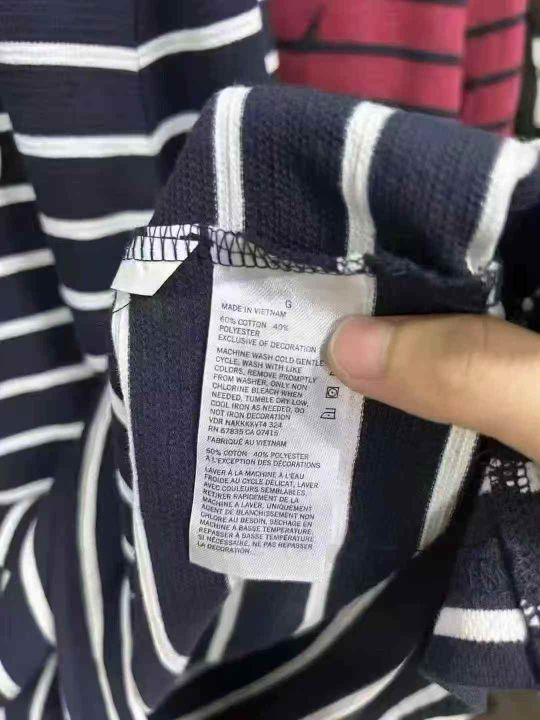 G
MADE IN VIETNAM
60% COTTON 40%
POLYESTER
EXCLUSIVE OF DECORATION
MACHINE WASH COLD GENTLE
CYCLE, WASH WITH LIKE
COLORS, REMOVE PROMPTLY
FROM WASHER, ONLY NON
CHLORINE BLEACH WHEN
NEEDED, TUMBLE DRY LOW,
COOL IRON AS NEEDED, DO
NOT IRON DECORATION
VDR NAKKKXVT4 324
RN 67835 CA 07415
FABRIQUÉ AU VIETNAM
60% COTON 40% POLYESTER
À L'EXCEPTION DES DÉCORATIONS
LAVER À LA MACHINE À L'EAU
FROIDE AU CYCLE DÉLICAT, LAVER
AVEC COULEURS SEMBLABLES,
RETIRER RAPIDEMENT DE LA
MACHINE A LAVER, UNIQUEMENT
AGENT DE BLANCHISSEMENT NON
CHLORÉ AU BESOIN, SÉCHAGE EN
MACHINE A BASSE TEMPÉRATURE,
REPASSER À BASSE TEMPÉRATURE
SI NÉCESSAIRE, NE PAS REPASSER
LA DÉCORATION.